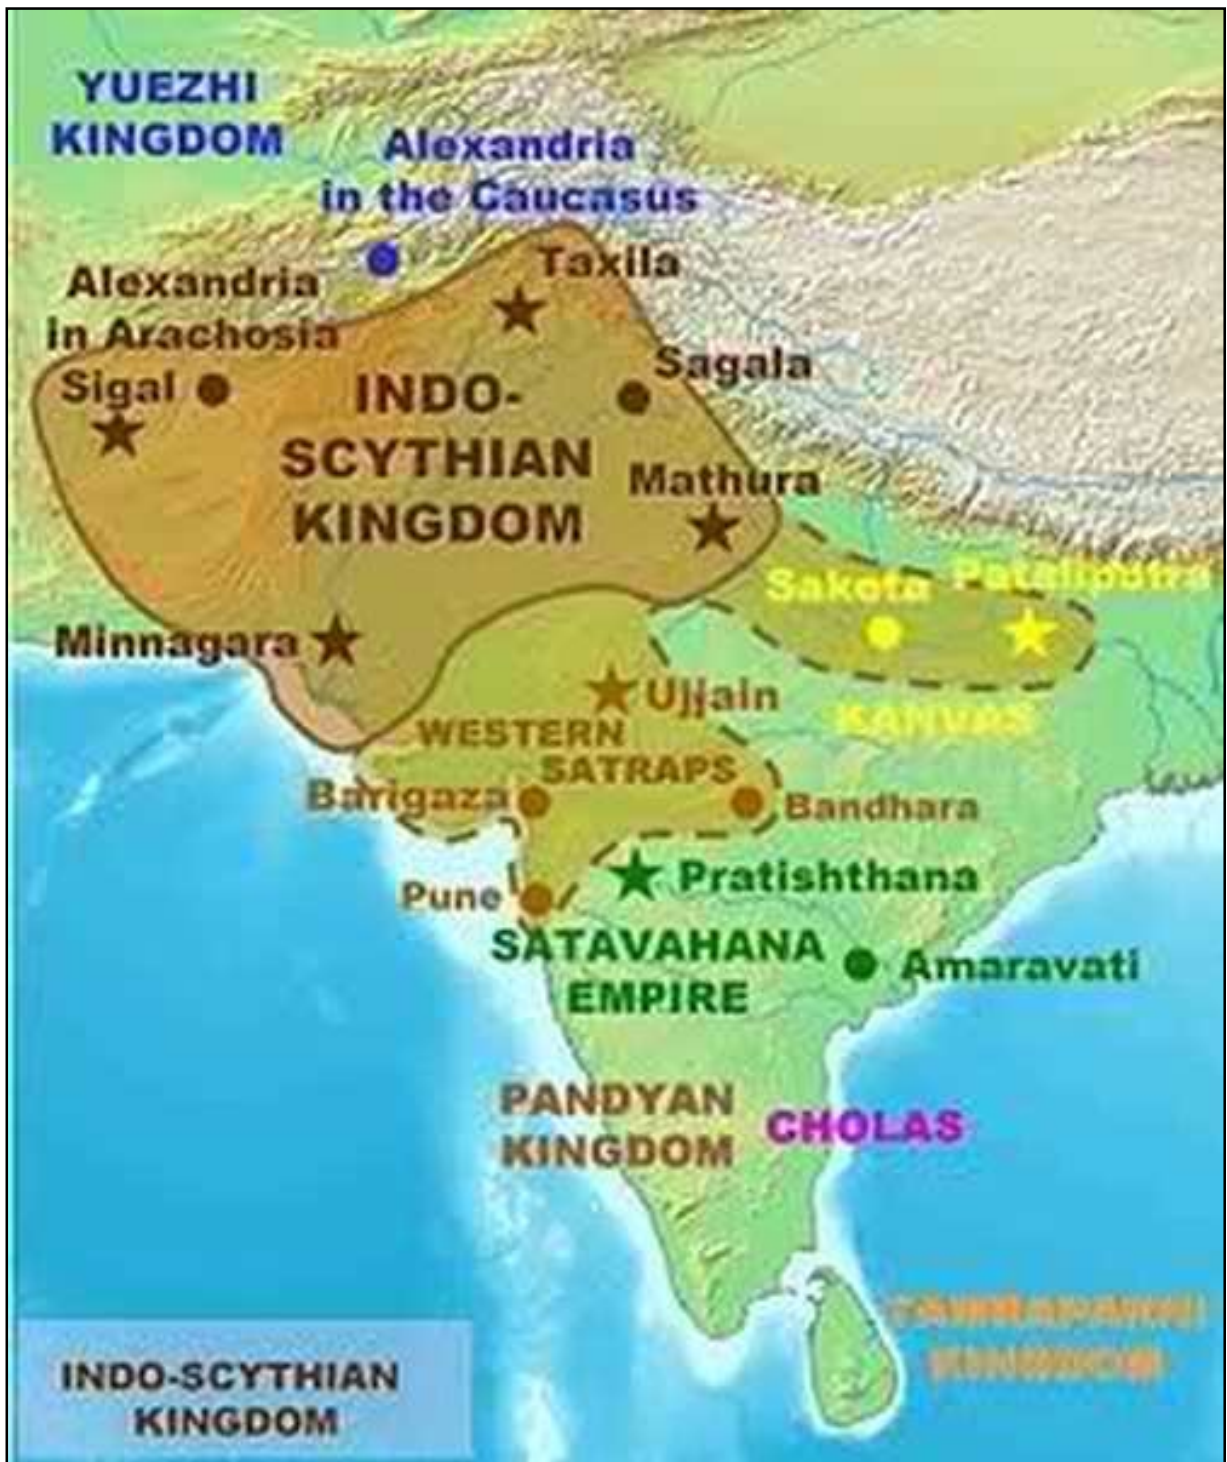 YUEZHI
KINGDOM
Alexandria
in the Caucasus
Taxila
Alexandria
in Arachosia
Sigal
Sagala
INDO-
SCYTHIAN
KINGDOM
Mathura
Saketa
Pataliputra
Minnagara
Ujjain
KANVAS
WESTERN
SATRAPS
Barigaza
Bandhara
Pratishthana
Pune
SATAVAHANA
EMPIRE
Amaravati
PANDYAN
KINGDOM
CHOLAS
KINGDOM
INDO-SCYTHIAN
KINGDOM